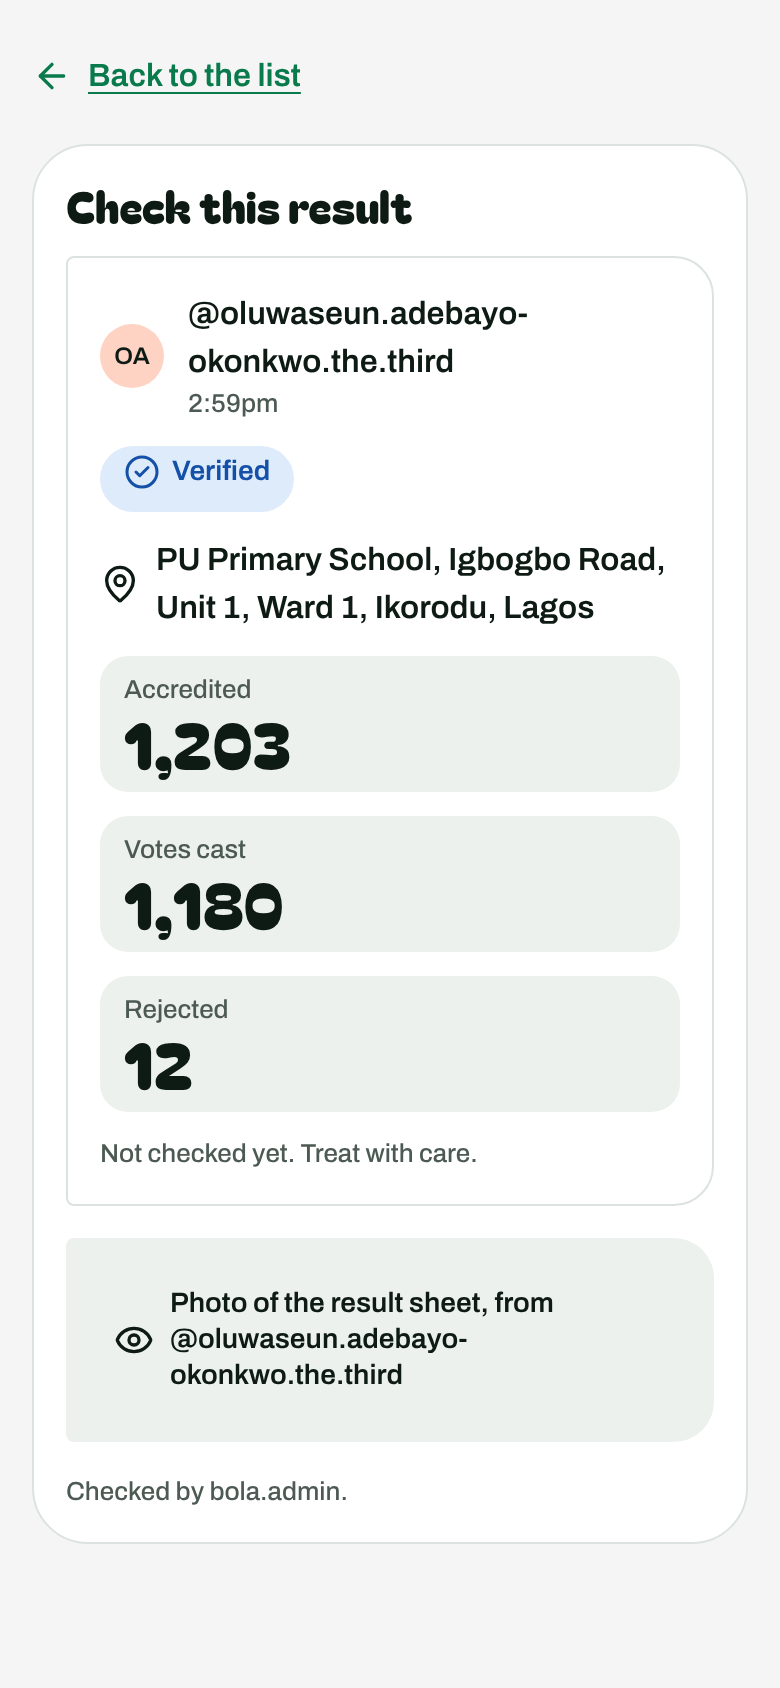 Back to the list
Check this result
OA
@oluwaseun.adebayo-
okonkwo.the.third
2:59pm
Verified
PU Primary School, Igbogbo Road,
Unit 1, Ward 1, Ikorodu, Lagos
Accredited
1,203
Votes cast
1,180
Rejected
12
Not checked yet. Treat with care.
Photo of the result sheet, from
@oluwaseun.adebayo-
okonkwo.the.third
Checked by bola.admin.